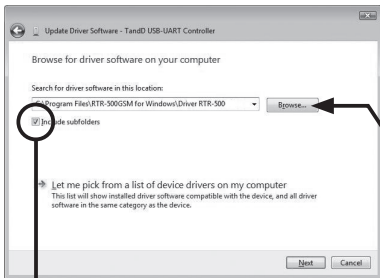 Update Driver Software - TandD USB-UART Controller
Browse for driver software on your computer
Search for driver software in this location:
C:\Program Files\RTR-500GSM for Windows\Driver RTR-500
Browse...
Include subfolders
Let me pick from a list of device drivers on my computer
This list will show installed driver software compatible with the device, and all driver
software in the same category as the device.
Next Cancel